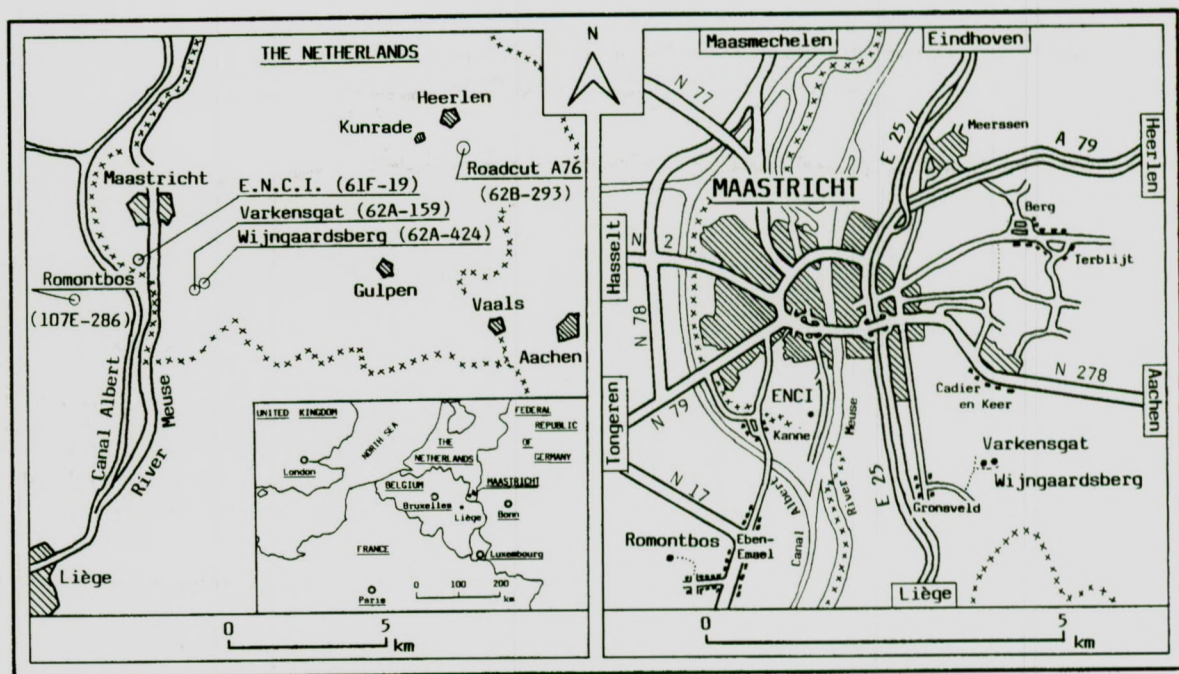 THE NETHERLANDS
Heerlen
Kunrade
Maastricht
E.N.C.I. (61F-19)
Varkensgat (62A-159)
Wijngaardsberg (62A-424)
Roadcut A76
(62B-293)
Romontbos
(107E-286)
Gulpen
Vaals
Aachen
Canal Albert
River Meuse
Liège
UNITED KINGDOM
NORTH SEA
THE
NETHERLANDS
FEDERAL
REPUBLIC
OF
GERMANY
London
BELGIUM
Bruxelles
MAASTRICHT
Liège
Bonn
Luxembourg
FRANCE
Paris
0 100 200
km
0 5
km
N
Maasmechelen
Eindhoven
N 77
E 25
Meerssen
A 79
Heerlen
MAASTRICHT
Berg
Terblijt
Hasselt
N 2
N 78
N 278
Aachen
Cadier
en Keer
Tongeren
N 79
ENCI
Kanne
River Meuse
Canal Albert
E 25
Varkensgat
Wijngaardsberg
Gronsveld
N 17
Eben-
Emael
Romontbos
Liège
0 5
km